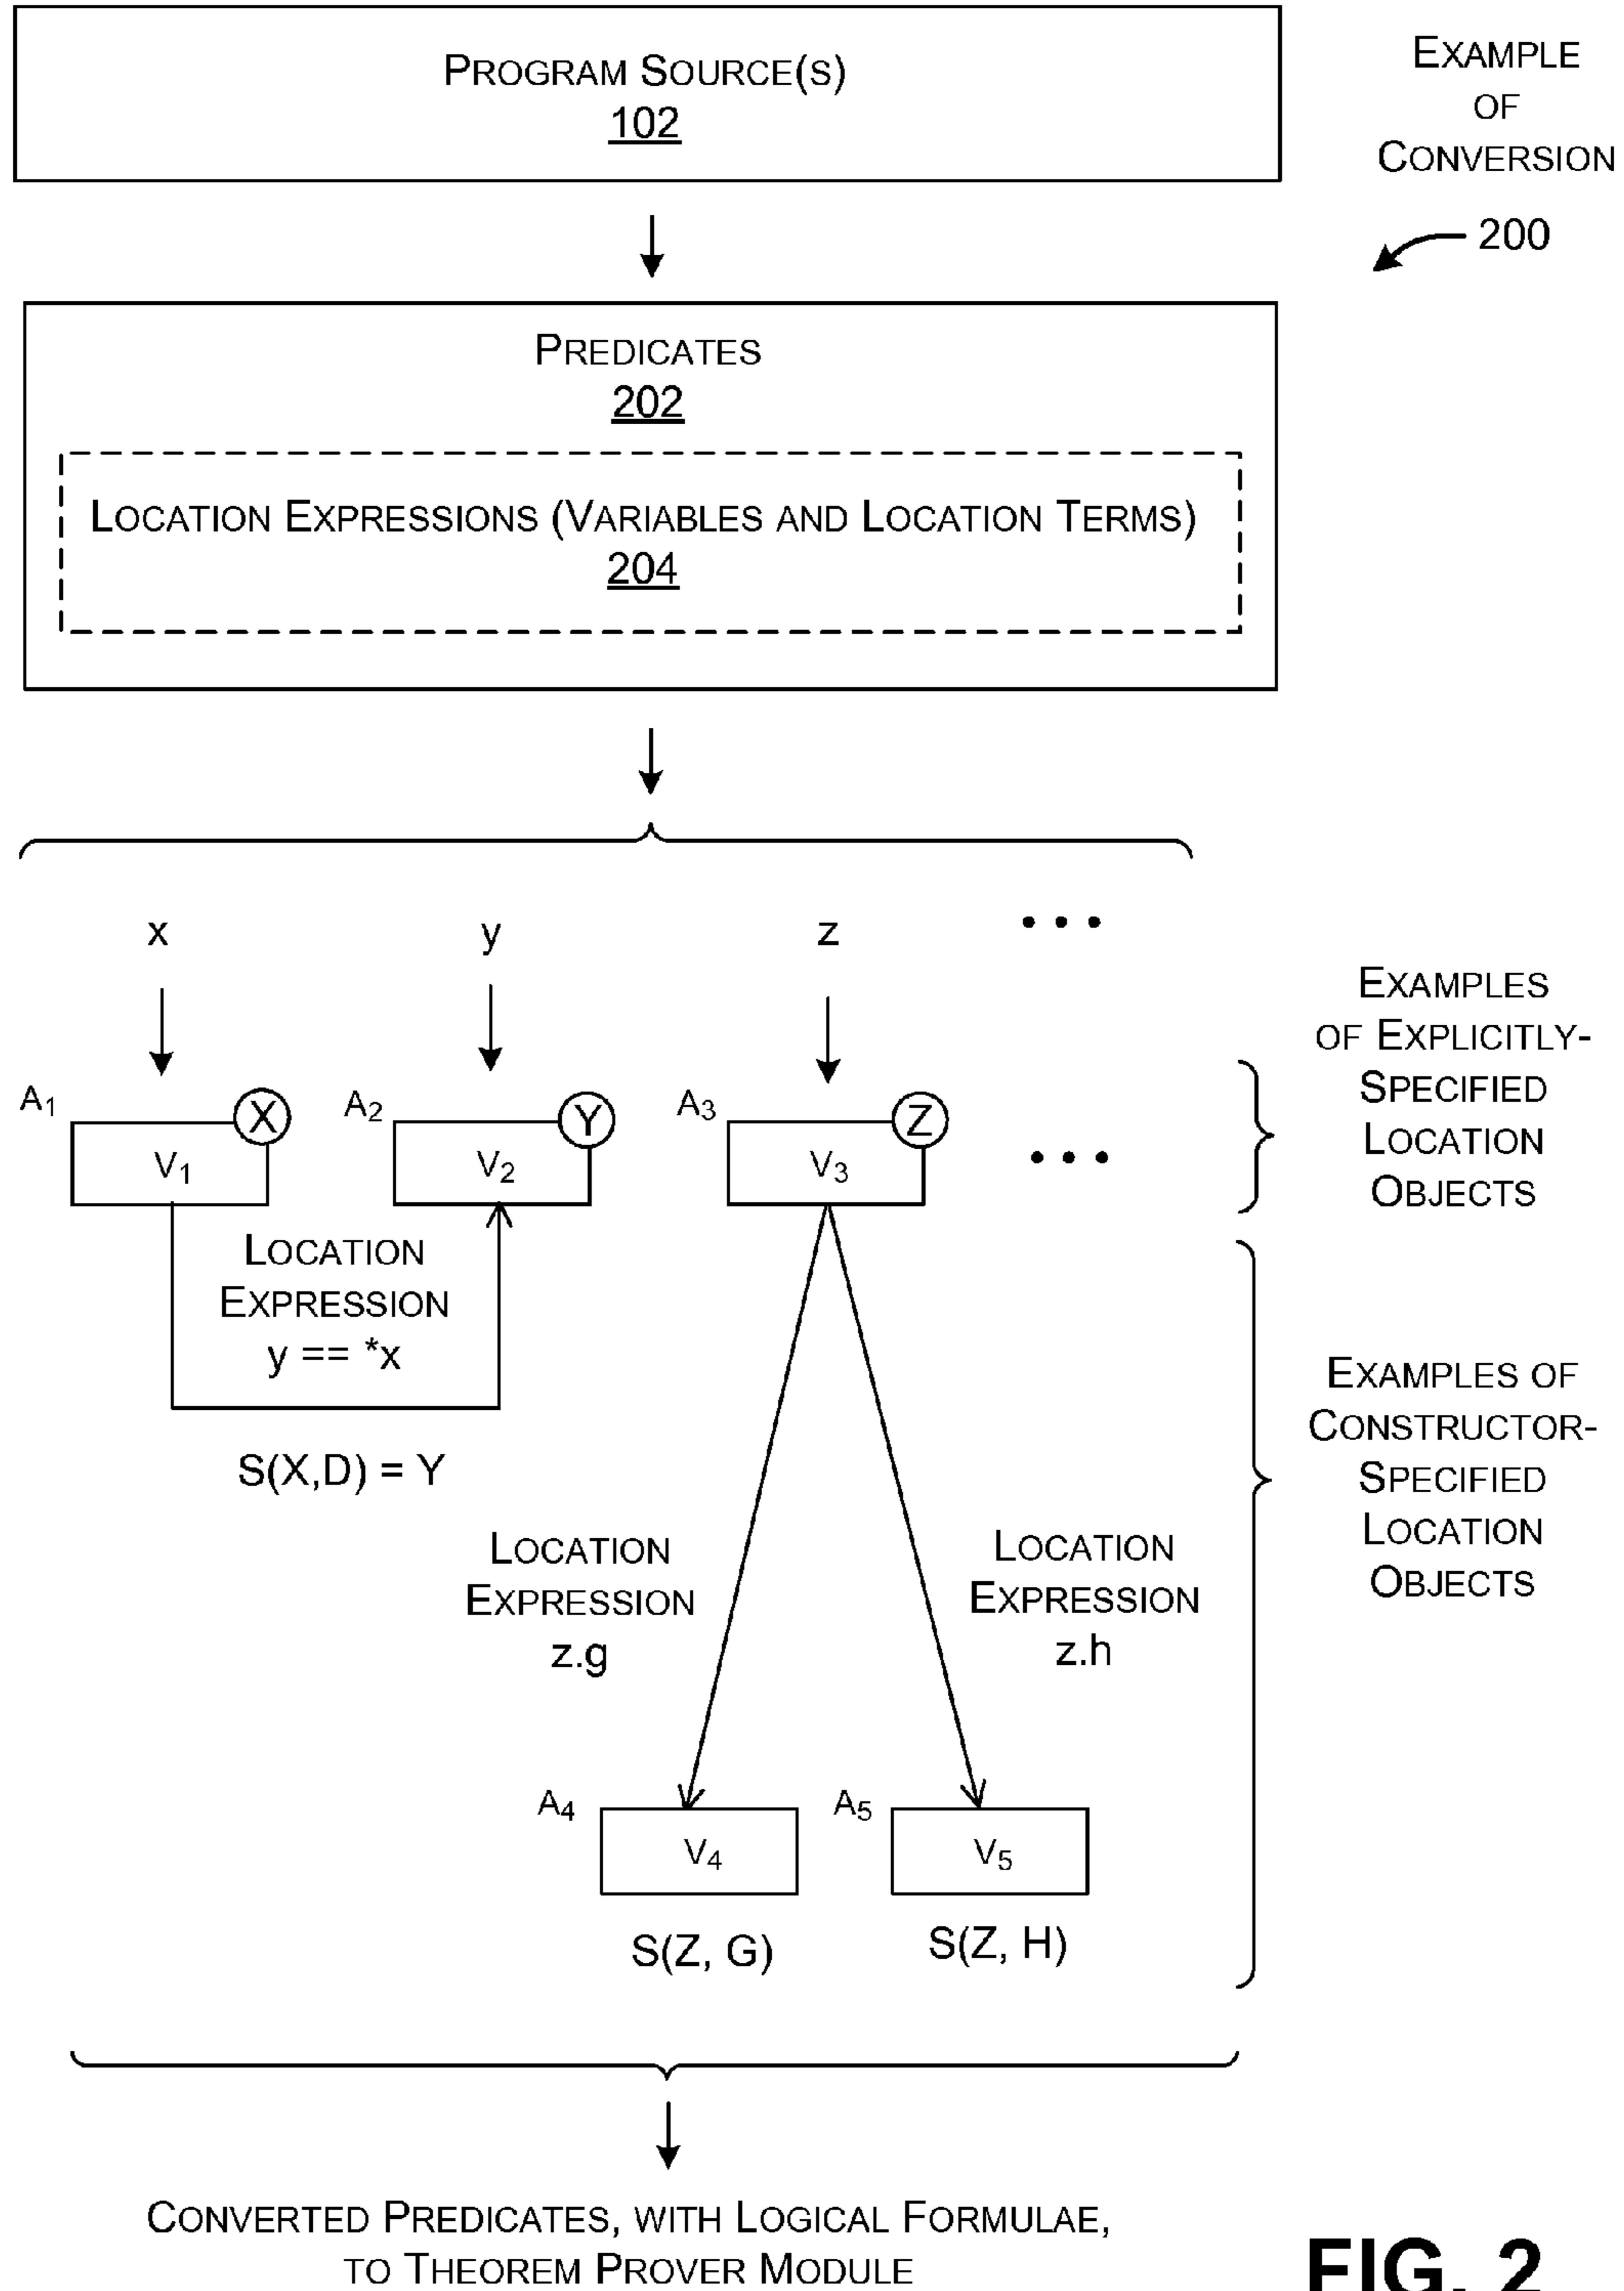 PROGRAM SOURCE(S)
102
EXAMPLE
OF
CONVERSION
200
PREDICATES
202
LOCATION EXPRESSIONS (VARIABLES AND LOCATION TERMS)
204
x y z • • •
A1 X A2 Y A3 Z
V1 V2 V3 • • •
EXAMPLES
OF EXPLICITLY-
SPECIFIED
LOCATION
OBJECTS
LOCATION
EXPRESSION
y == *x
S(X,D) = Y
EXAMPLES OF
CONSTRUCTOR-
SPECIFIED
LOCATION
OBJECTS
LOCATION
EXPRESSION
z.g
LOCATION
EXPRESSION
z.h
A4 V4 A5 V5
S(Z, G) S(Z, H)
CONVERTED PREDICATES, WITH LOGICAL FORMULAE,
TO THEOREM PROVER MODULE
FIG. 2